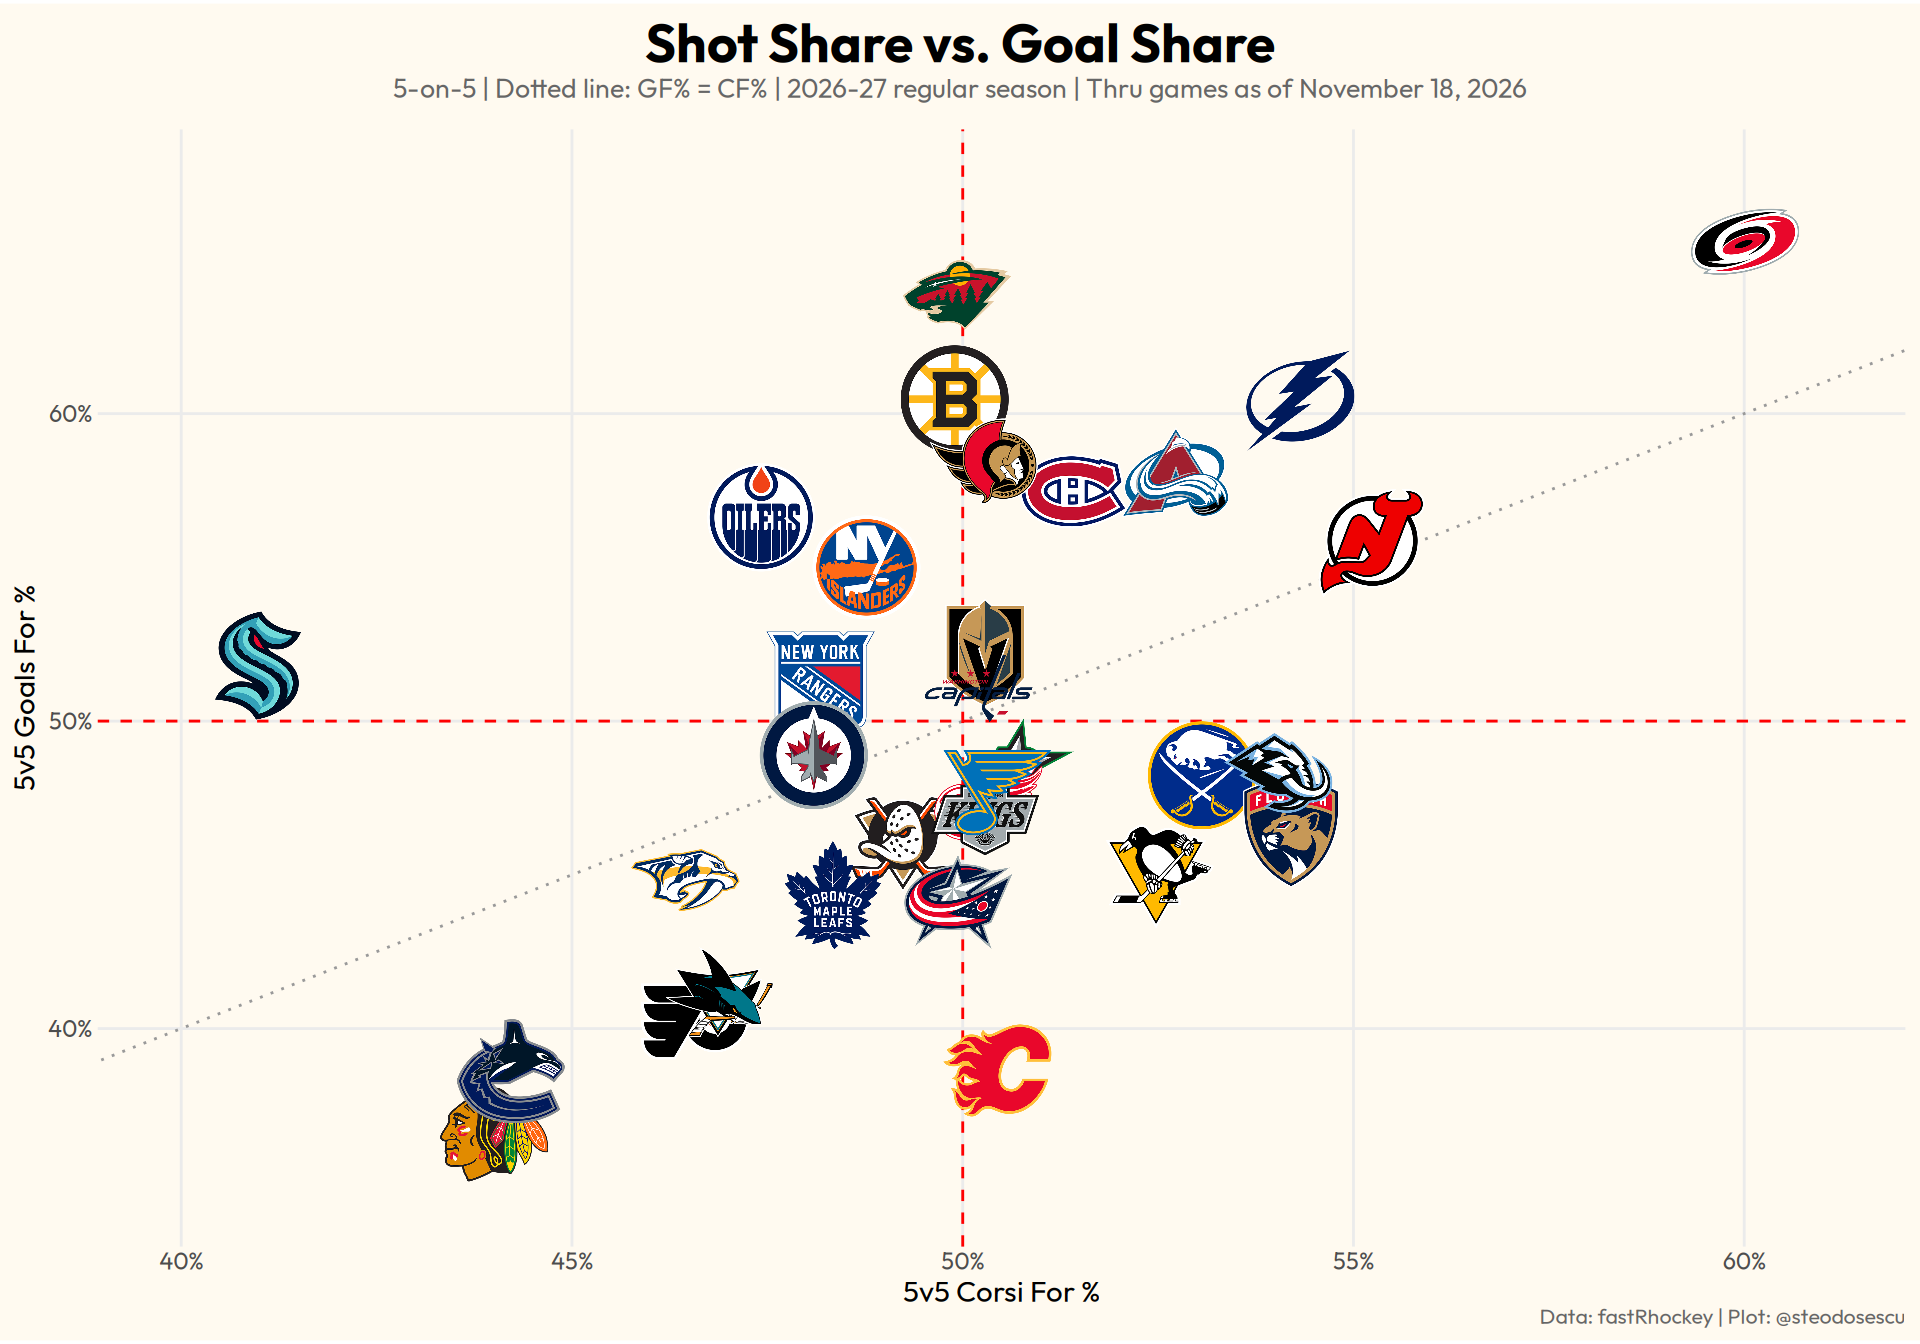 Shot Share vs. Goal Share
5-on-5 | Dotted line: GF% = CF% | 2026-27 regular season | Thru games as of November 18, 2026
60%
50%
40%
5v5 Goals For %
B
OILERS
NY
ISLANDERS
NEW YORK
RANGERS
capitals
KINGS
TORONTO
MAPLE
LEAFS
40%
45%
50%
55%
60%
5v5 Corsi For %
Data: fastRhockey | Plot: @steodosescu